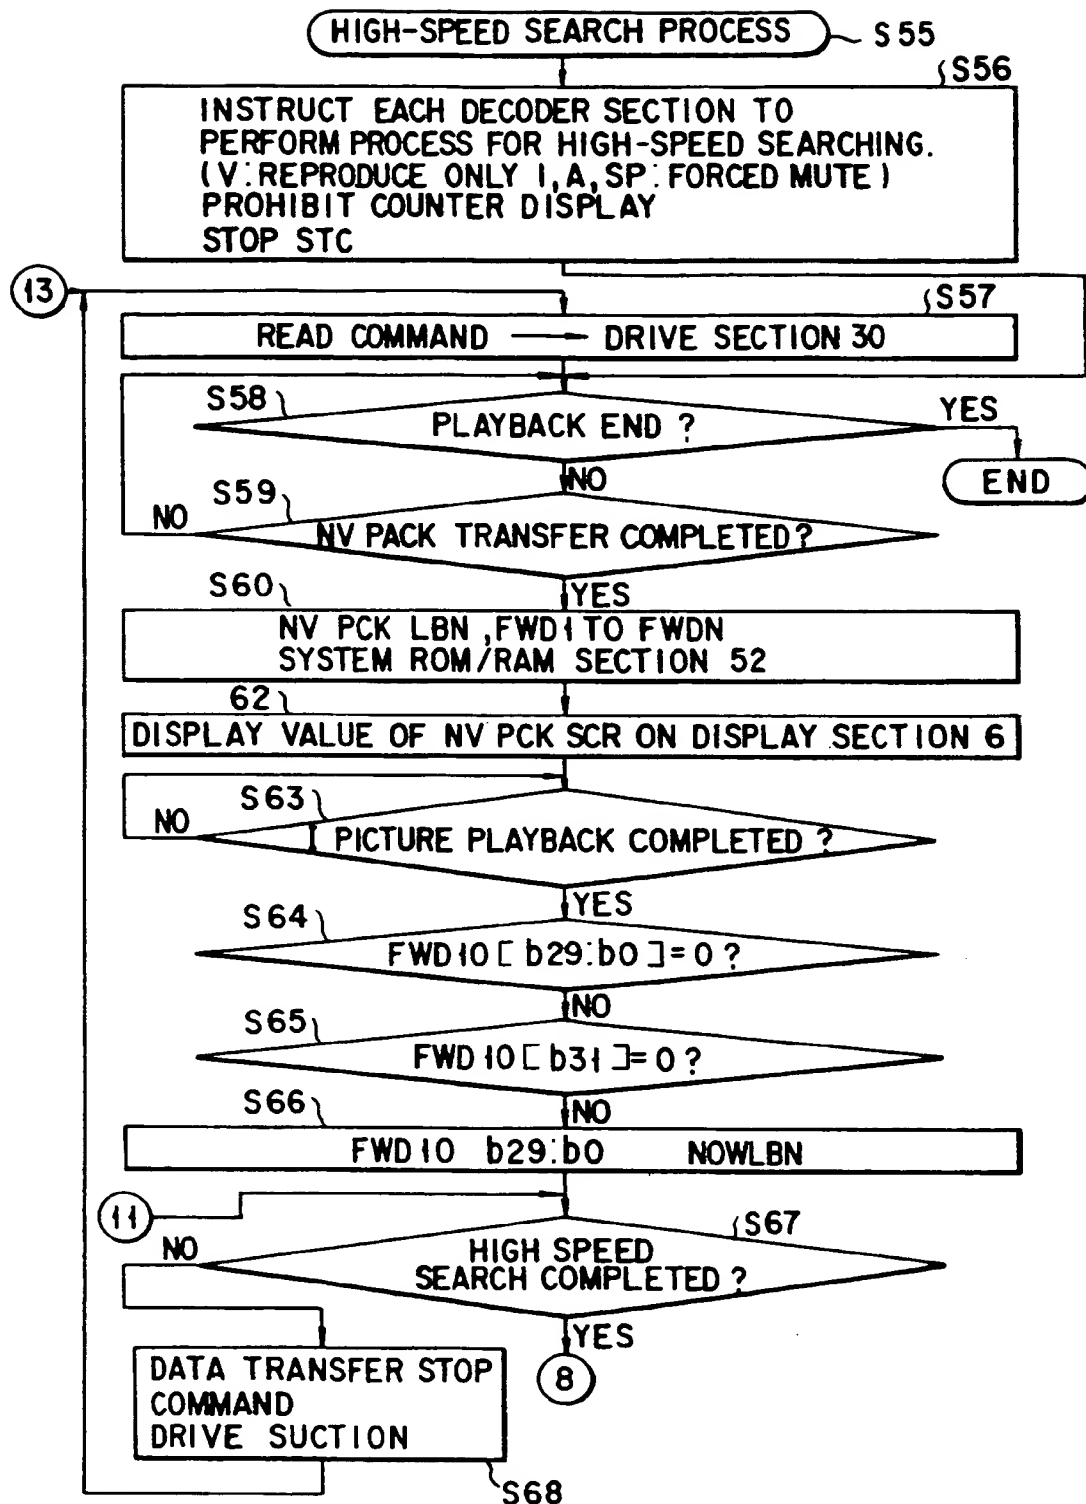 HIGH-SPEED SEARCH PROCESS
S55
S56
INSTRUCT EACH DECODER SECTION TO
PERFORM PROCESS FOR HIGH-SPEED SEARCHING.
(V:REPRODUCE ONLY I, A, SP:FORCED MUTE)
PROHIBIT COUNTER DISPLAY
STOP STC
13
S57
READ COMMAND → DRIVE SECTION 30
S58
PLAYBACK END ?
YES
END
NO
S59
NO
NV PACK TRANSFER COMPLETED?
S60
YES
NV PCK LBN ,FWD1 TO FWDN
SYSTEM ROM/RAM SECTION 52
62
DISPLAY VALUE OF NV PCK SCR ON DISPLAY SECTION 6
S63
NO
I PICTURE PLAYBACK COMPLETED ?
YES
S64
FWD10[ b29:b0 ]=0 ?
NO
S65
FWD10[ b31 ]=0 ?
NO
S66
FWD10 b29:b0 NOWLBN
11
S67
NO
HIGH SPEED
SEARCH COMPLETED ?
YES
8
DATA TRANSFER STOP
COMMAND
DRIVE SUCTION
S68